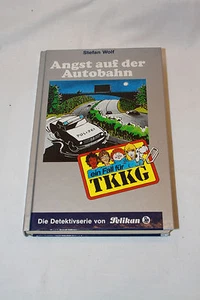 Stefan Wolf
Angst auf der
Autobahn
POLIZEI
ein Fall für
TKKG
Die Detektivserie von Pelikan